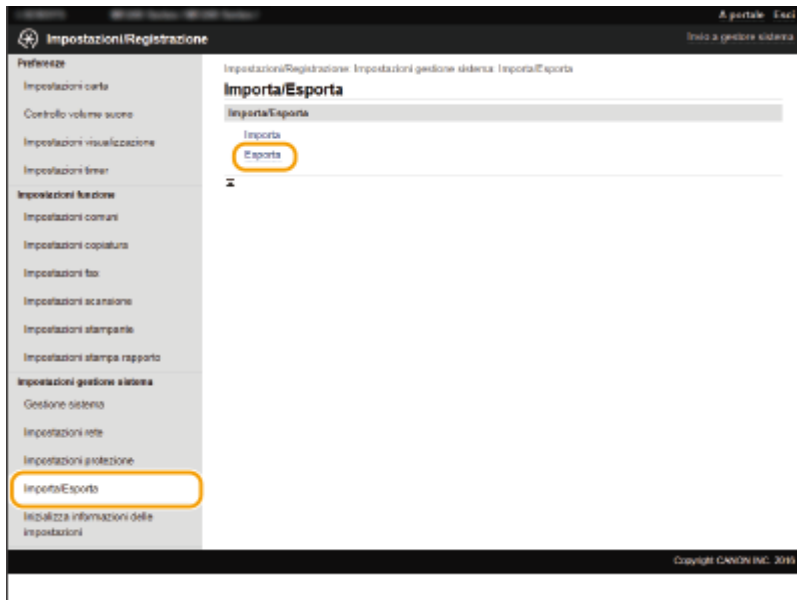 A portale Esci
Impostazioni/Registrazione
Invio a gestore sistema
Preferenze
Impostazioni carta
Controllo volume suono
Impostazioni visualizzazione
Impostazioni timer
Impostazioni funzione
Impostazioni comuni
Impostazioni copiatura
Impostazioni fax
Impostazioni scansione
Impostazioni stampante
Impostazioni stampa rapporto
Impostazioni gestione sistema
Gestione sistema
Impostazioni rete
Impostazioni protezione
Importa/Esporta
Inizializza informazioni delle
impostazioni
Impostazioni/Registrazione: Impostazioni gestione sistema: Importa/Esporta
Importa/Esporta
Importa/Esporta
Importa
Esporta
Copyright CANON INC. 2016